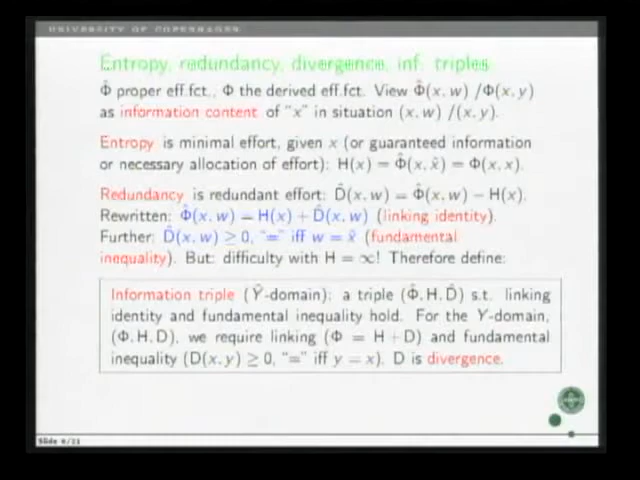 UNIVERSITY OF COPENHAGEN
Entropy, redundancy, divergence, inf. triples
Φ̂ proper eff.fct., Φ the derived eff.fct. View Φ̂(x, w) /Φ(x, y)
as information content of "x" in situation (x, w) /(x, y).
Entropy is minimal effort, given x (or guaranteed information
or necessary allocation of effort): H(x) = Φ̂(x, x̂) = Φ(x, x).
Redundancy is redundant effort: D̂(x, w) = Φ̂(x, w) − H(x).
Rewritten: Φ̂(x, w) = H(x) + D̂(x, w) (linking identity).
Further: D̂(x, w) ≥ 0, "=" iff w = x̂ (fundamental
inequality). But: difficulty with H = ∞! Therefore define:
Information triple (Ŷ-domain): a triple (Φ̂, H, D̂) s.t. linking
identity and fundamental inequality hold. For the Y-domain,
(Φ, H, D), we require linking (Φ = H + D) and fundamental
inequality (D(x, y) ≥ 0, "=" iff y = x). D is divergence.
Slide 6/21